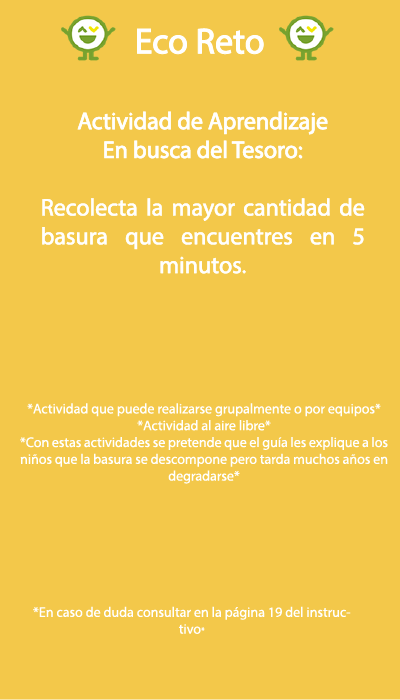 Eco Reto
Actividad de Aprendizaje
En busca del Tesoro:
Recolecta la mayor cantidad de
basura que encuentres en 5
minutos.
*Actividad que puede realizarse grupalmente o por equipos*
*Actividad al aire libre*
*Con estas actividades se pretende que el guía les explique a los
niños que la basura se descompone pero tarda muchos años en
degradarse*
*En caso de duda consultar en la página 19 del instruc-
tivo*